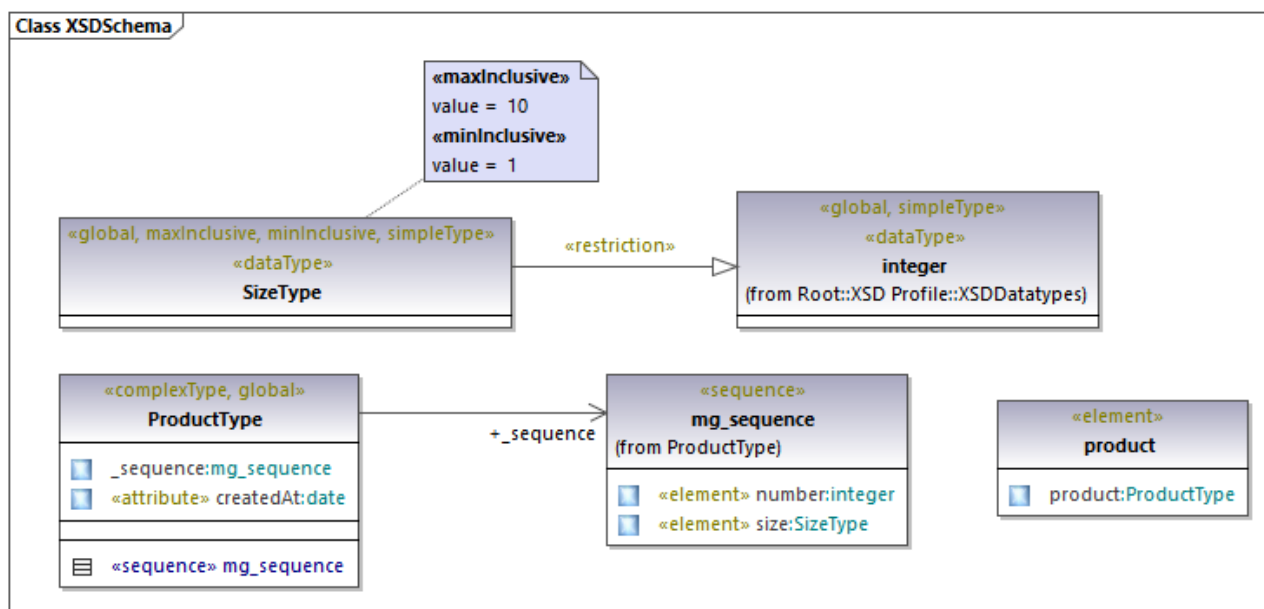 Class XSDSchema
«maxInclusive»
value = 10
«minInclusive»
value = 1
«global, maxInclusive, minInclusive, simpleType»
«dataType»
SizeType
«restriction»
«global, simpleType»
«dataType»
integer
(from Root::XSD Profile::XSDDatatypes)
«complexType, global»
ProductType
_sequence:mg_sequence
«attribute» createdAt:date
«sequence» mg_sequence
+_sequence
«sequence»
mg_sequence
(from ProductType)
«element» number:integer
«element» size:SizeType
«element»
product
product:ProductType